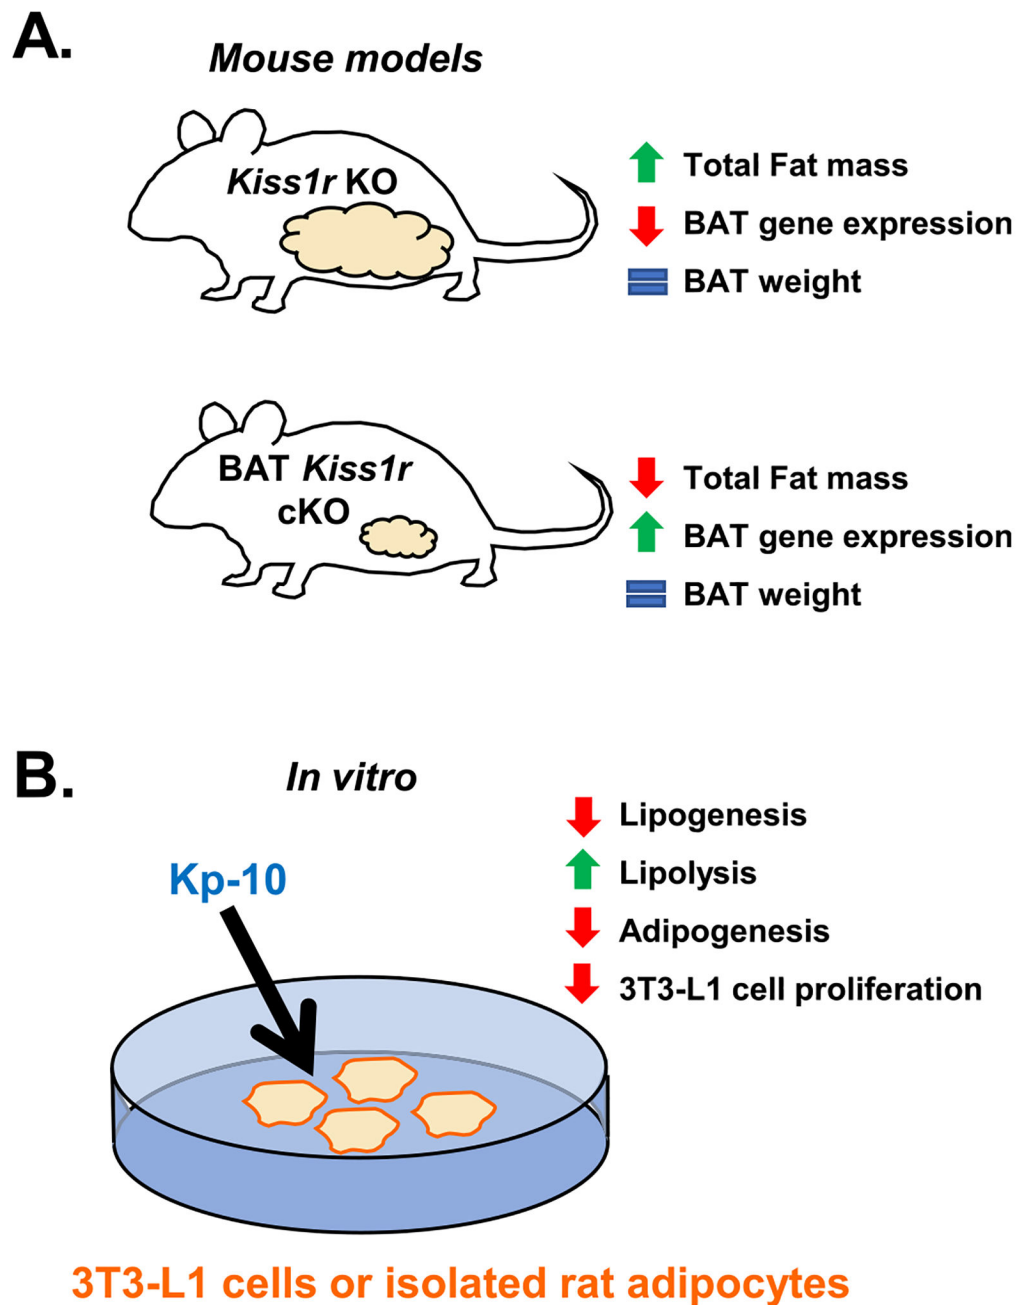 A.
Mouse models
Kiss1r KO
Total Fat mass
BAT gene expression
BAT weight
BAT Kiss1r
cKO
Total Fat mass
BAT gene expression
BAT weight
B.
In vitro
Kp-10
Lipogenesis
Lipolysis
Adipogenesis
3T3-L1 cell proliferation
3T3-L1 cells or isolated rat adipocytes